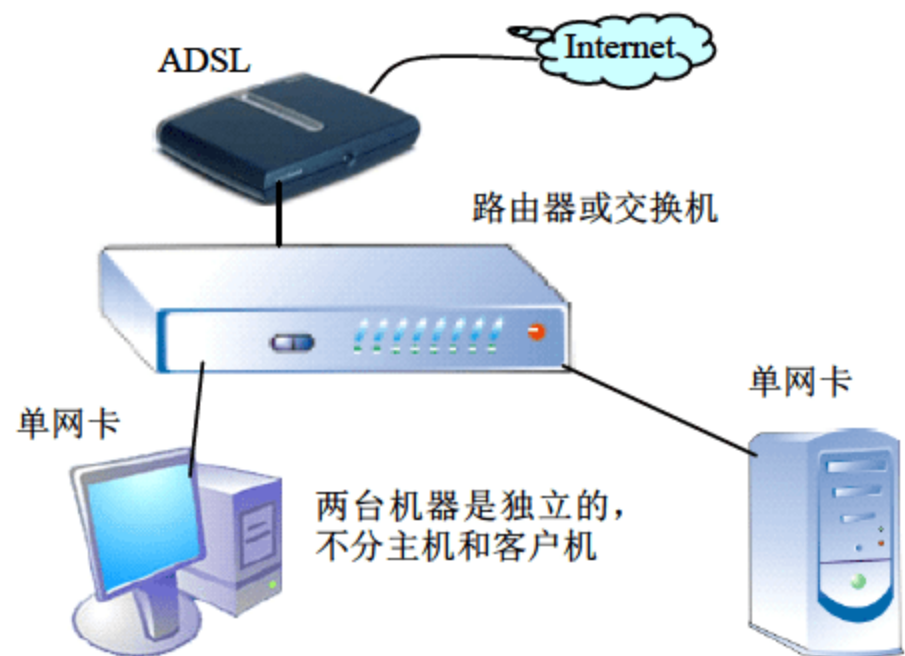 Internet
ADSL
路由器或交换机
单网卡
单网卡
两台机器是独立的，
不分主机和客户机